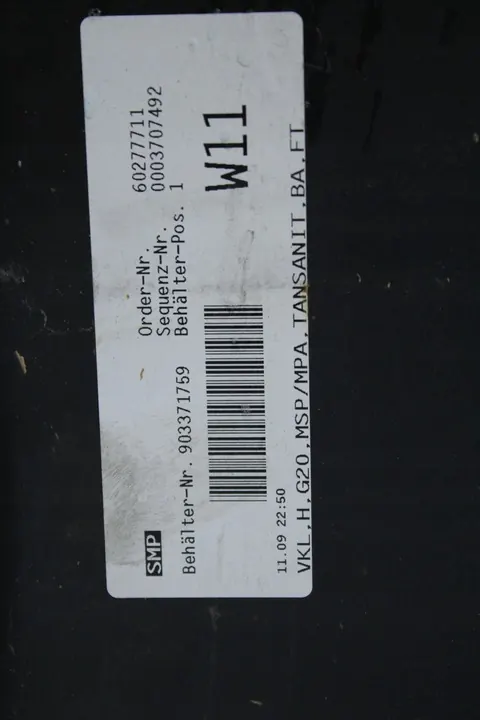 SMP
Order-Nr. 60277711
Sequenz-Nr. 0003707492
Behälter-Nr. 903371759 Behälter-Pos. 1
W11
11.09 22:50
VKL,H,G20,MSP/MPA,TANSANIT,BA,FT